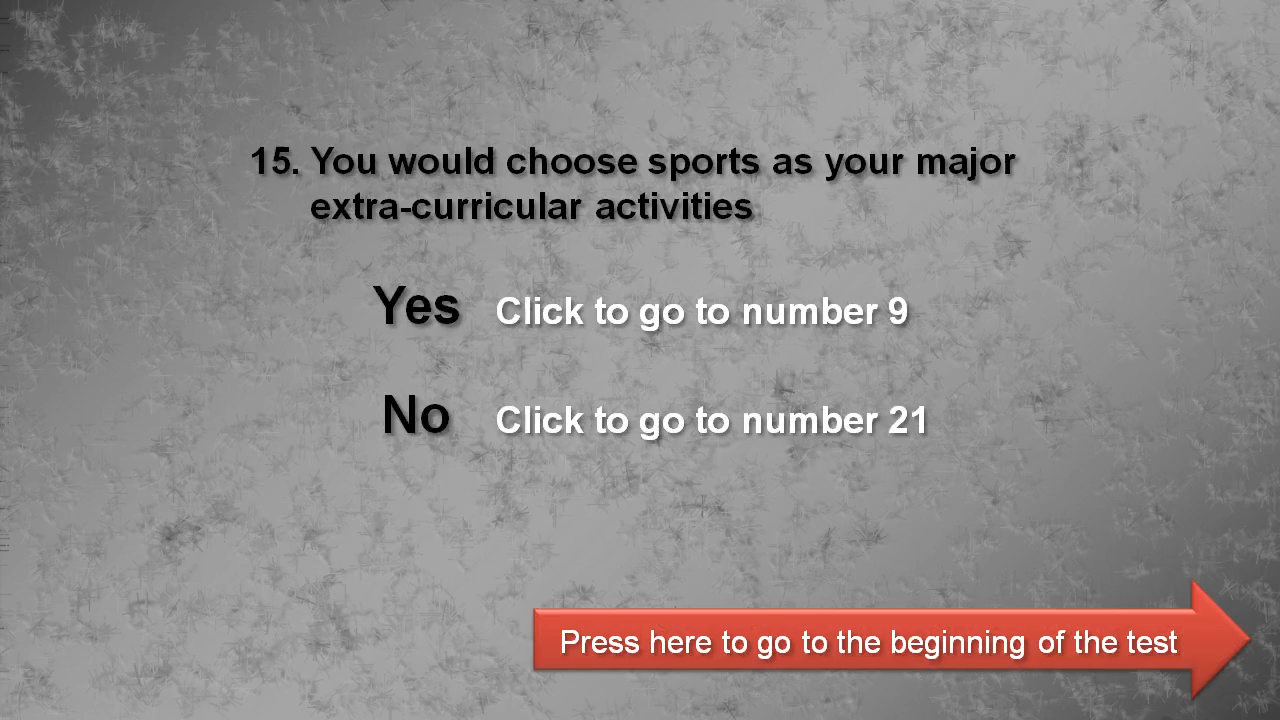 15. You would choose sports as your major
extra-curricular activities
Yes Click to go to number 9
No Click to go to number 21
Press here to go to the beginning of the test